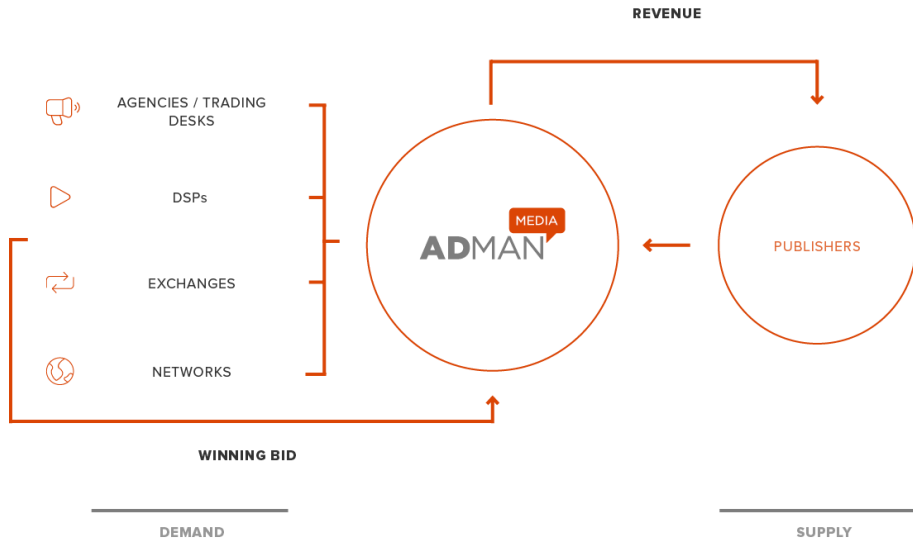 REVENUE
AGENCIES / TRADING
DESKS
DSPs
EXCHANGES
NETWORKS
MEDIA
ADMAN
PUBLISHERS
WINNING BID
DEMAND
SUPPLY